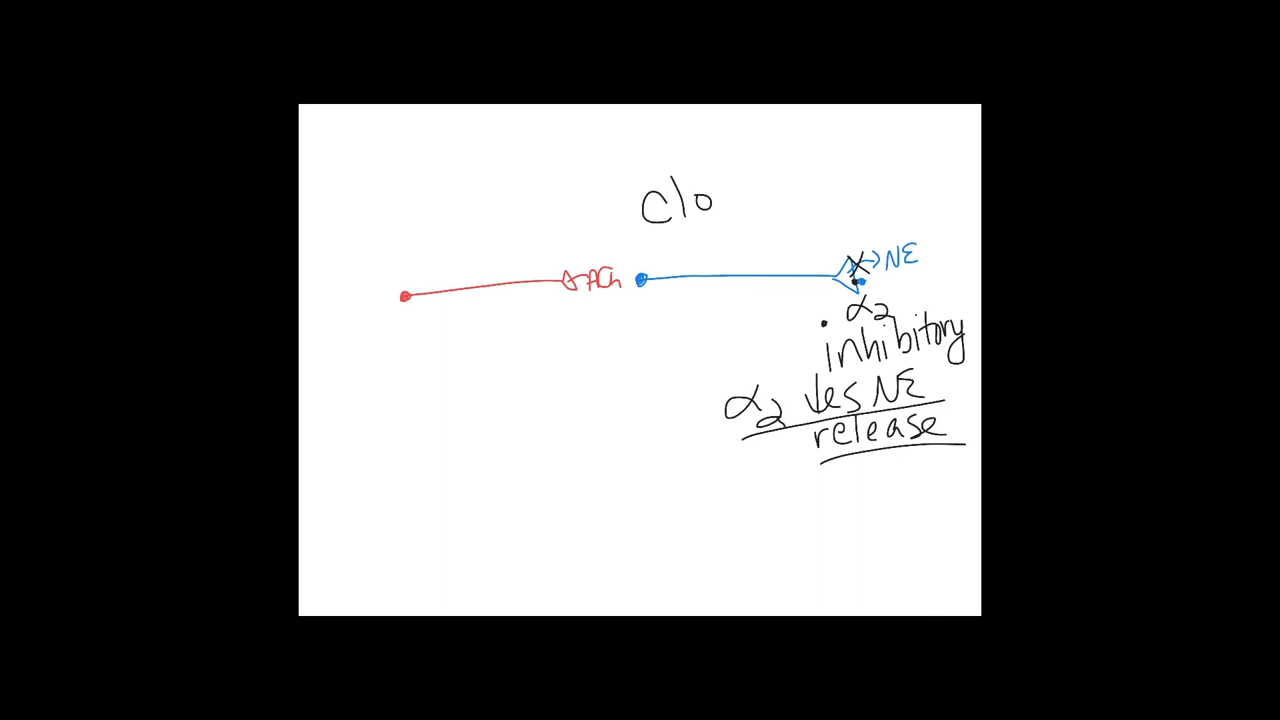 Clo
ACh
NE
α2
• inhibitory
α2 ↓es NE
release